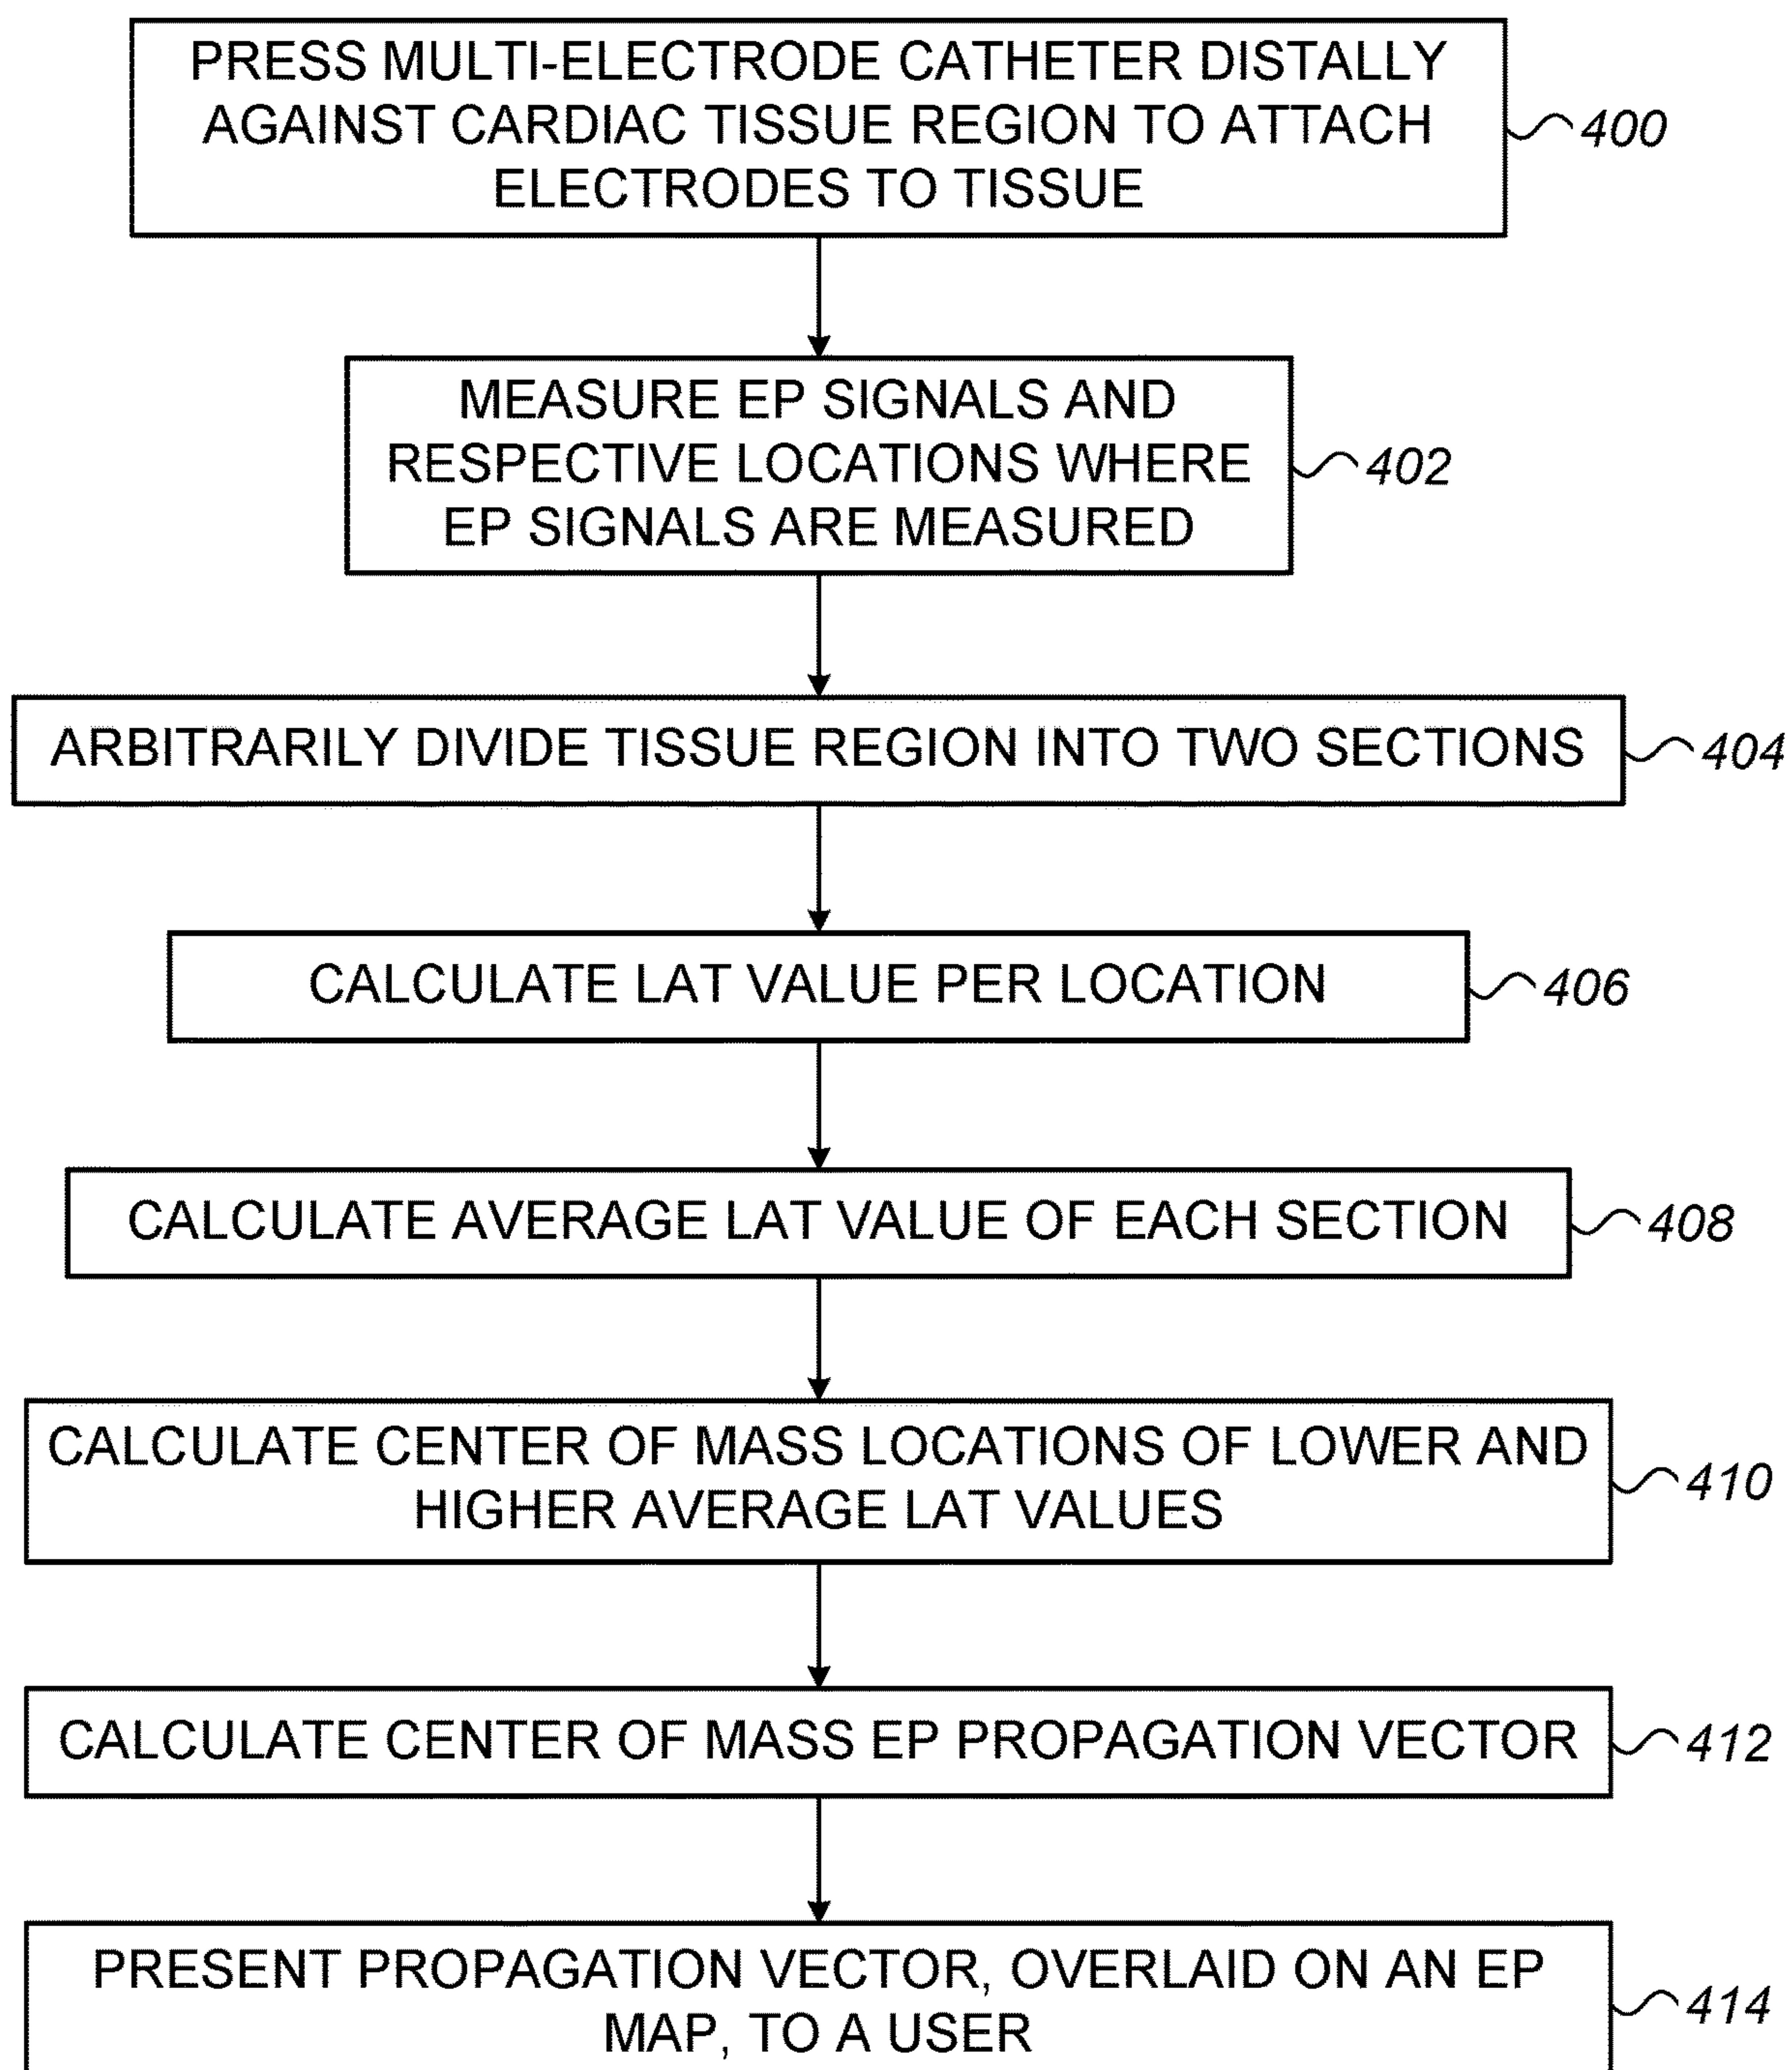 PRESS MULTI-ELECTRODE CATHETER DISTALLY
AGAINST CARDIAC TISSUE REGION TO ATTACH
ELECTRODES TO TISSUE
400
MEASURE EP SIGNALS AND
RESPECTIVE LOCATIONS WHERE
EP SIGNALS ARE MEASURED
402
ARBITRARILY DIVIDE TISSUE REGION INTO TWO SECTIONS
404
CALCULATE LAT VALUE PER LOCATION
406
CALCULATE AVERAGE LAT VALUE OF EACH SECTION
408
CALCULATE CENTER OF MASS LOCATIONS OF LOWER AND
HIGHER AVERAGE LAT VALUES
410
CALCULATE CENTER OF MASS EP PROPAGATION VECTOR
412
PRESENT PROPAGATION VECTOR, OVERLAID ON AN EP
MAP, TO A USER
414